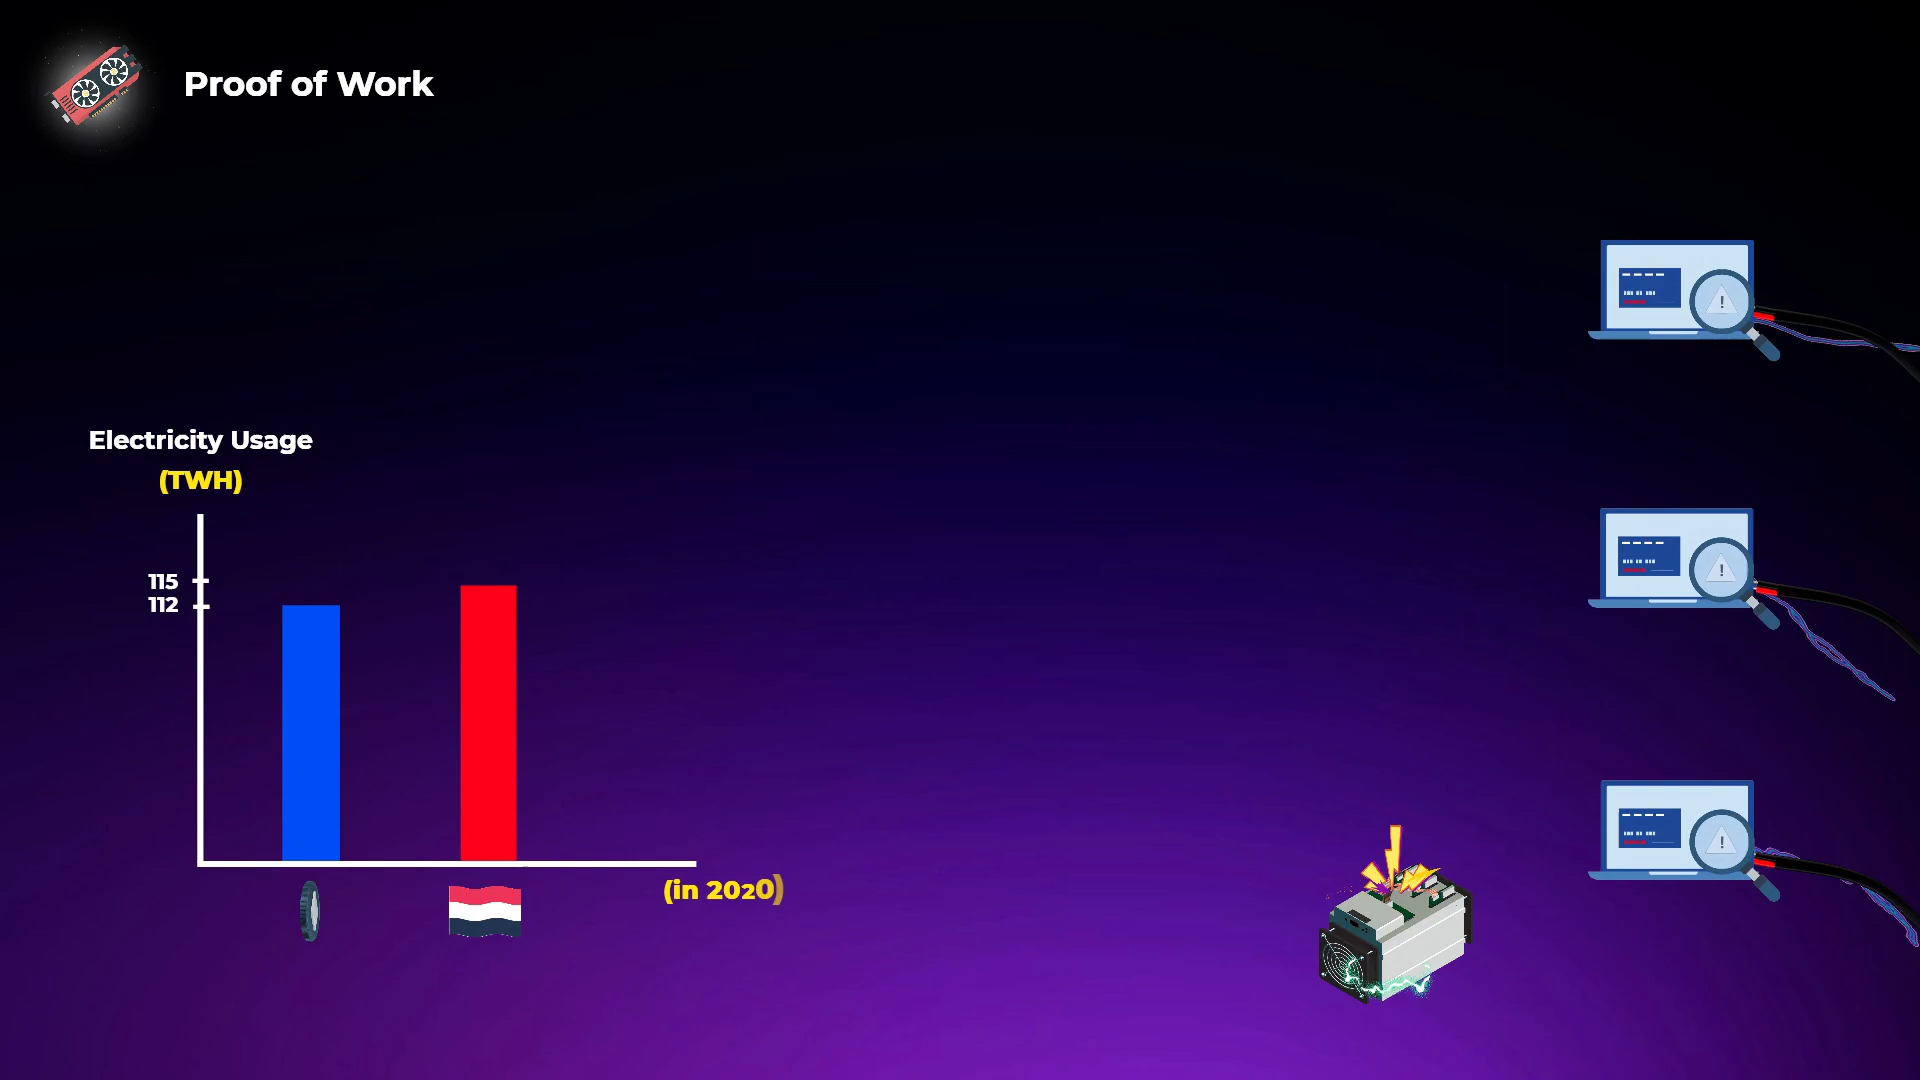 Proof of Work
Electricity Usage
(TWH)
115
112
(in 2020)